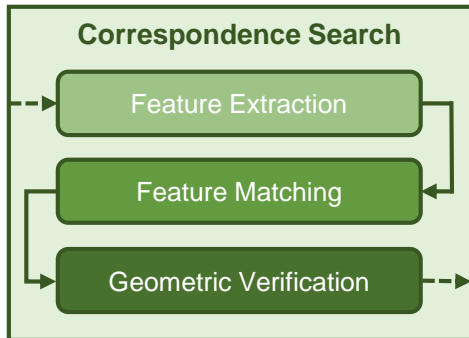 Correspondence Search
Feature Extraction
Feature Matching
Geometric Verification